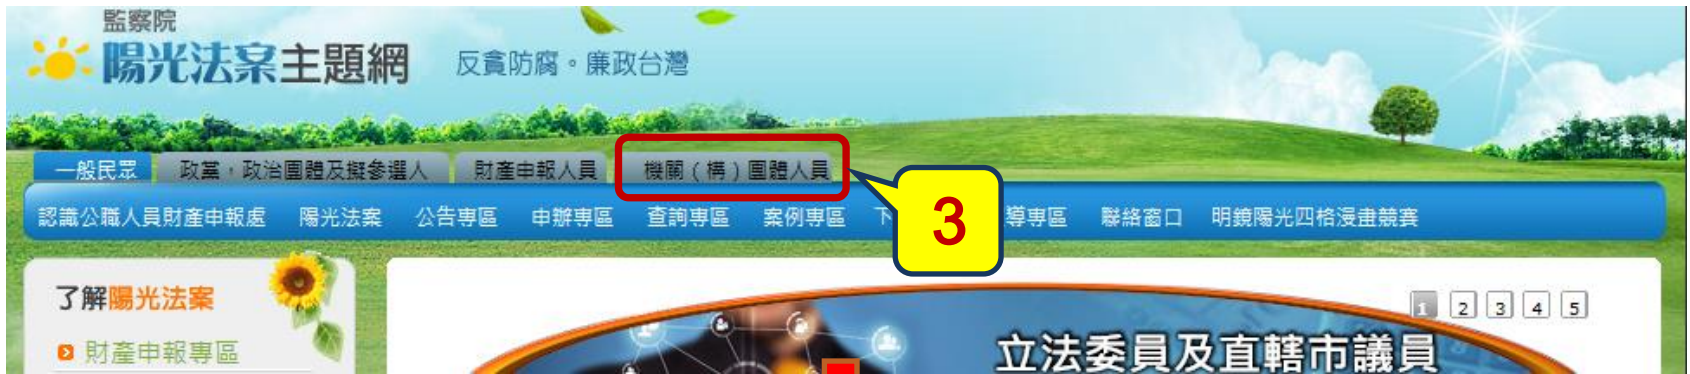 監察院
陽光法案主題網
反貪防腐。廉政台灣
一般民眾 政黨，政治團體及擬參選人 財產申報人員 機關（構）團體人員
認識公職人員財產申報處 陽光法案 公告專區 申辦專區 查詢專區 案例專區 下 導專區 聯絡窗口 明鏡陽光四格漫畫競賽
3
了解陽光法案
1 2 3 4 5
財產申報專區
立法委員及直轄市議員